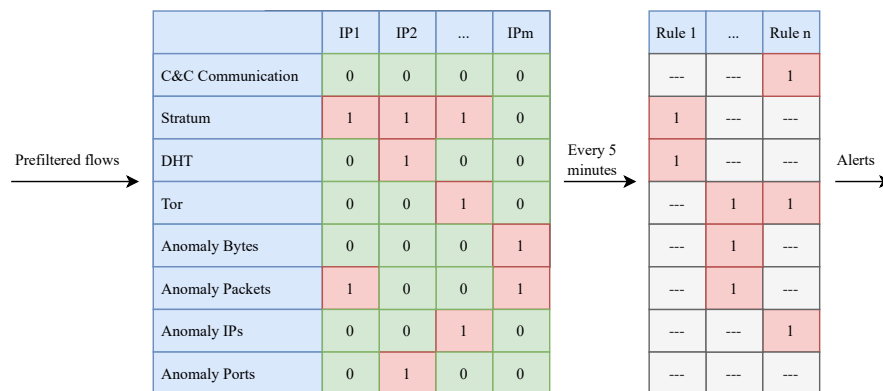 IP1 IP2 ... IPm Rule 1 ... Rule n
C&C Communication 0 0 0 0 --- --- 1
Stratum 1 1 1 0 1 --- ---
Prefiltered flows DHT 0 1 0 0 Every 5 minutes 1 --- --- Alerts
Tor 0 0 1 0 --- 1 1
Anomaly Bytes 0 0 0 1 --- 1 ---
Anomaly Packets 1 0 0 1 --- 1 ---
Anomaly IPs 0 0 1 0 --- --- 1
Anomaly Ports 0 1 0 0 --- --- ---